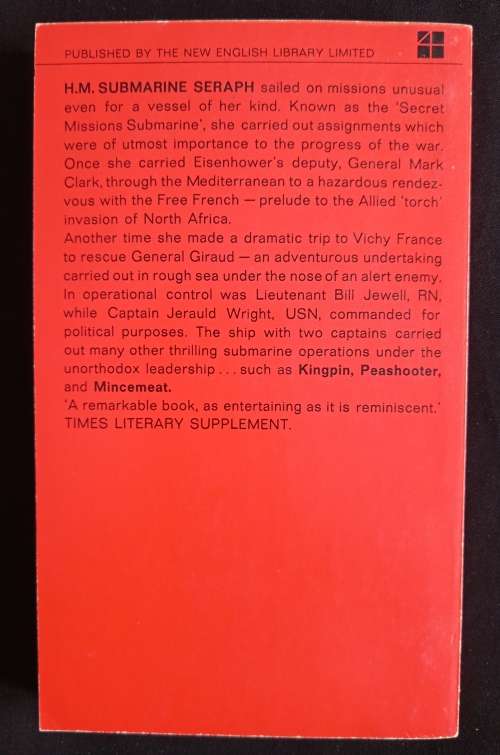 PUBLISHED BY THE NEW ENGLISH LIBRARY LIMITED
H.M. SUBMARINE SERAPH sailed on missions unusual
even for a vessel of her kind. Known as the 'Secret
Missions Submarine', she carried out assignments which
were of utmost importance to the progress of the war.
Once she carried Eisenhower's deputy, General Mark
Clark, through the Mediterranean to a hazardous rendez-
vous with the Free French — prelude to the Allied 'torch'
invasion of North Africa.
Another time she made a dramatic trip to Vichy France
to rescue General Giraud — an adventurous undertaking
carried out in rough sea under the nose of an alert enemy.
In operational control was Lieutenant Bill Jewell, RN,
while Captain Jerauld Wright, USN, commanded for
political purposes. The ship with two captains carried
out many other thrilling submarine operations under the
unorthodox leadership . . . such as Kingpin, Peashooter,
and Mincemeat.
'A remarkable book, as entertaining as it is reminiscent.'
TIMES LITERARY SUPPLEMENT.